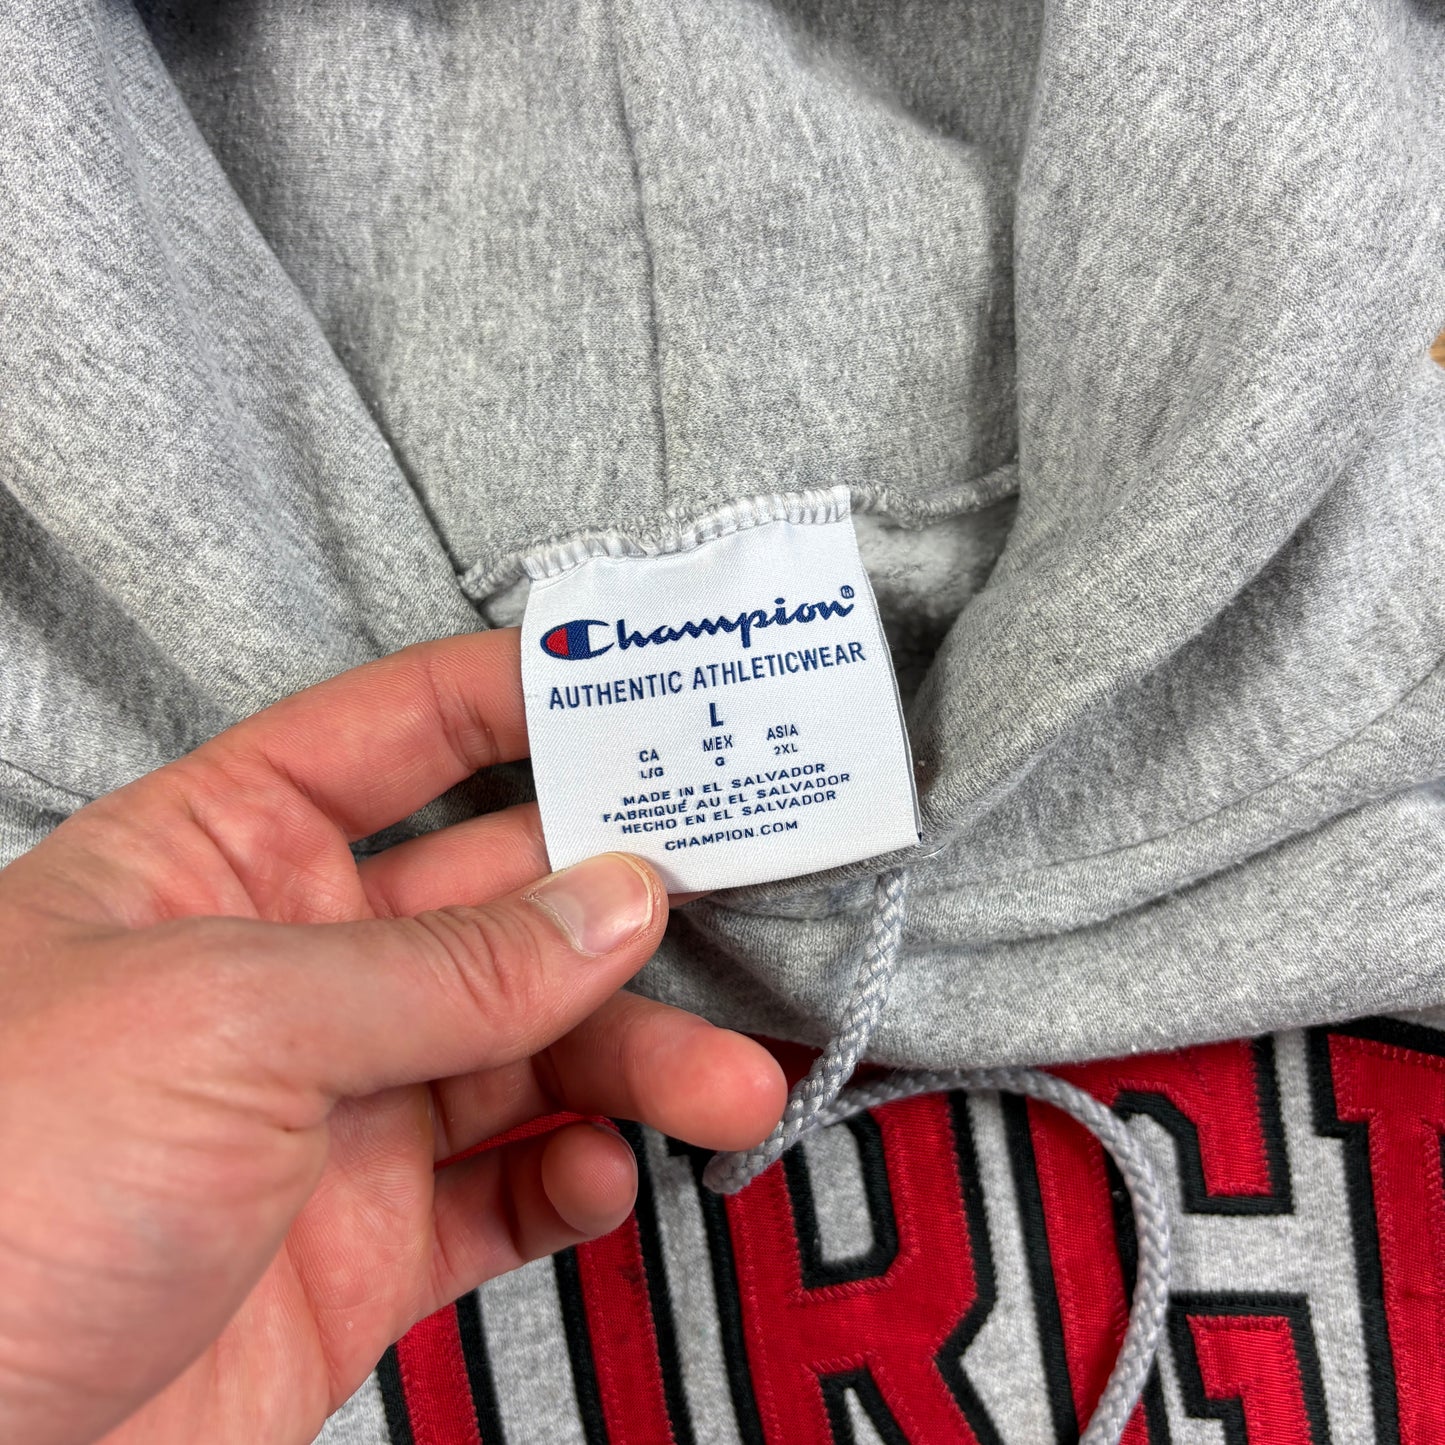 Champion®
AUTHENTIC ATHLETICWEAR
L
CA MEX ASIA
L/G G 2XL
MADE IN EL SALVADOR
FABRIQUÉ AU EL SALVADOR
HECHO EN EL SALVADOR
CHAMPION.COM